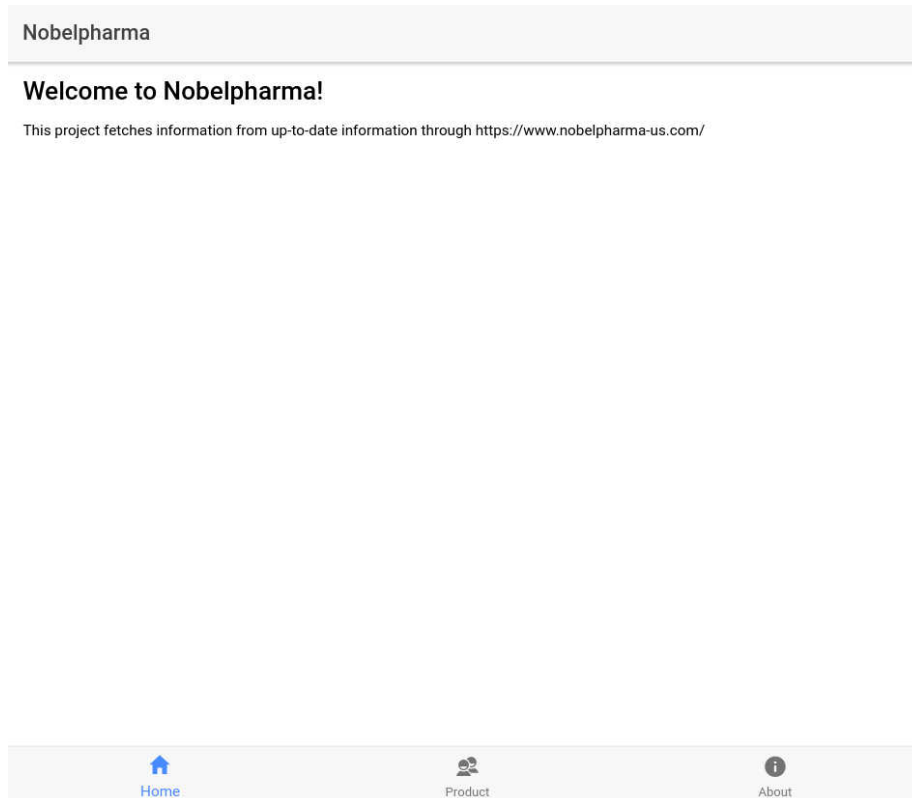 Nobelpharma
Welcome to Nobelpharma!
This project fetches information from up-to-date information through https://www.nobelpharma-us.com/
Home
Product
About